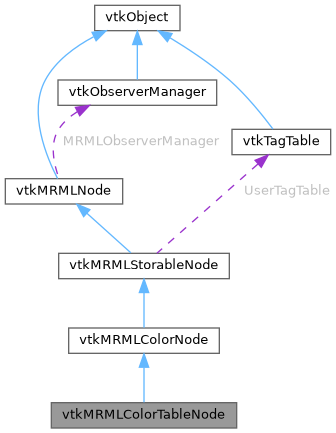 vtkObject
vtkObserverManager
MRMLObserverManager
vtkTagTable
vtkMRMLNode
UserTagTable
vtkMRMLStorableNode
vtkMRMLColorNode
vtkMRMLColorTableNode